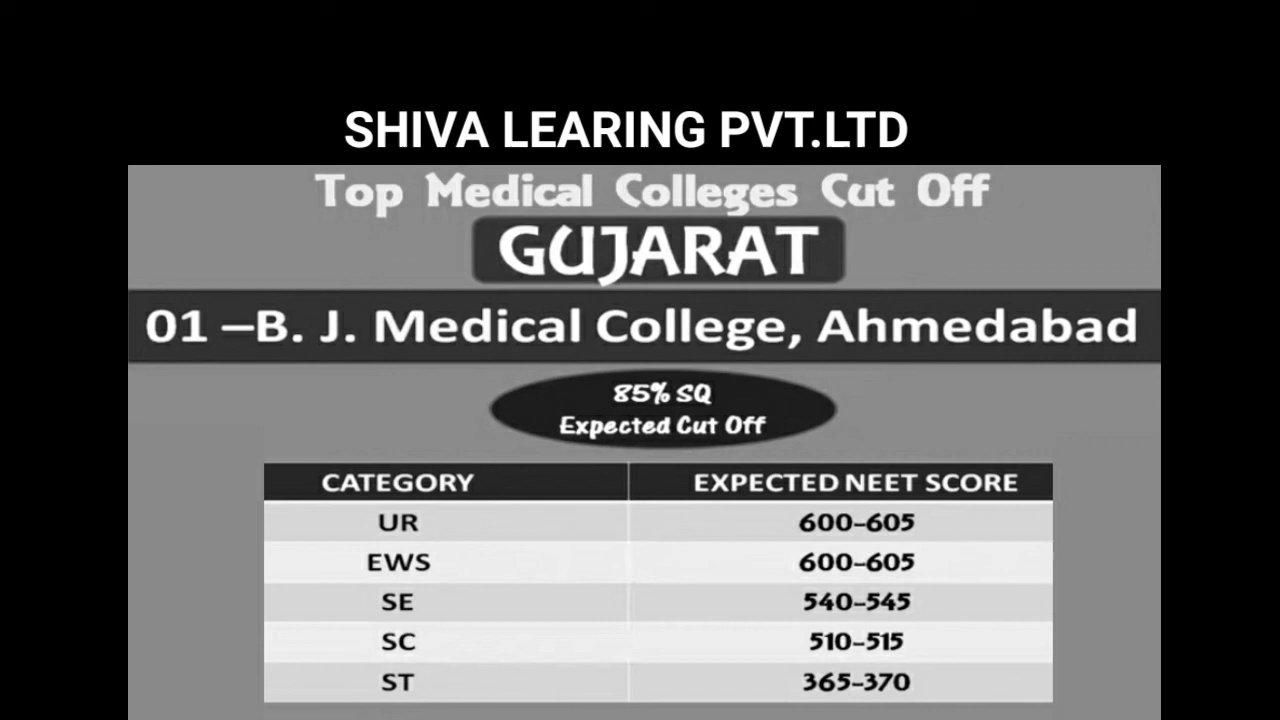 SHIVA LEARING PVT.LTD
Top Medical Colleges Cut Off
GUJARAT
01 –B. J. Medical College, Ahmedabad
85% SQ
Expected Cut Off
CATEGORY EXPECTED NEET SCORE
UR 600-605
EWS 600-605
SE 540-545
SC 510-515
ST 365-370